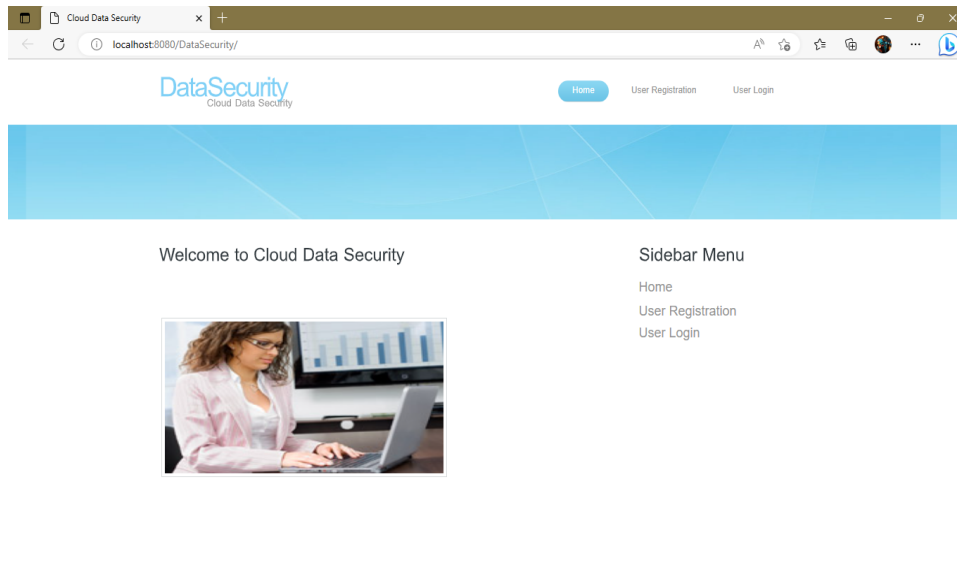 Cloud Data Security
localhost:8080/DataSecurity/
DataSecurity
Cloud Data Security
Home User Registration User Login
Welcome to Cloud Data Security
Sidebar Menu
Home
User Registration
User Login